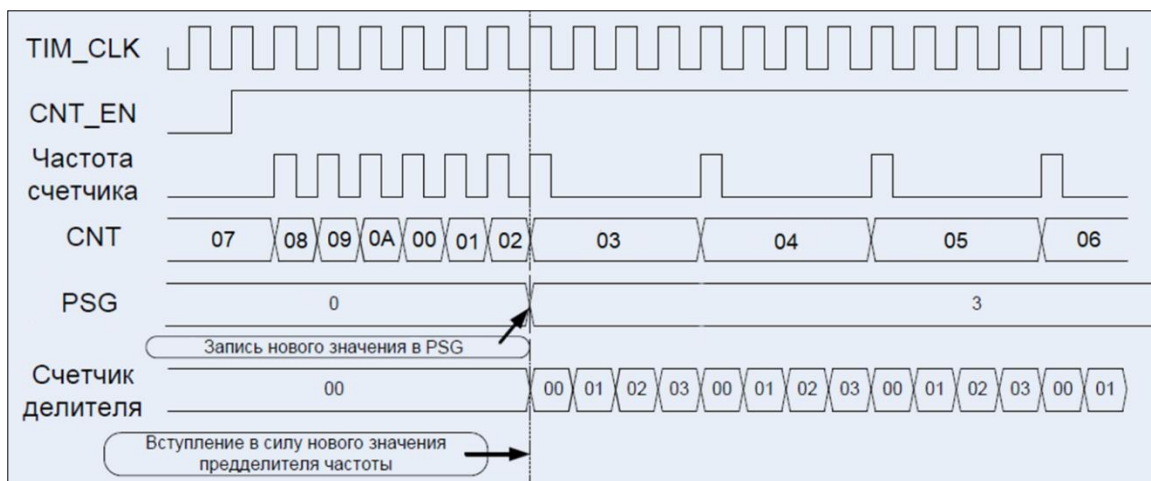 TIM_CLK
CNT_EN
Частота
счетчика
CNT 07 08 09 0A 00 01 02 03 04 05 06
PSG 0 3
Запись нового значения в PSG
Счетчик
делителя
00 00 01 02 03 00 01 02 03 00 01 02 03 00 01
Вступление в силу нового значения
предделителя частоты